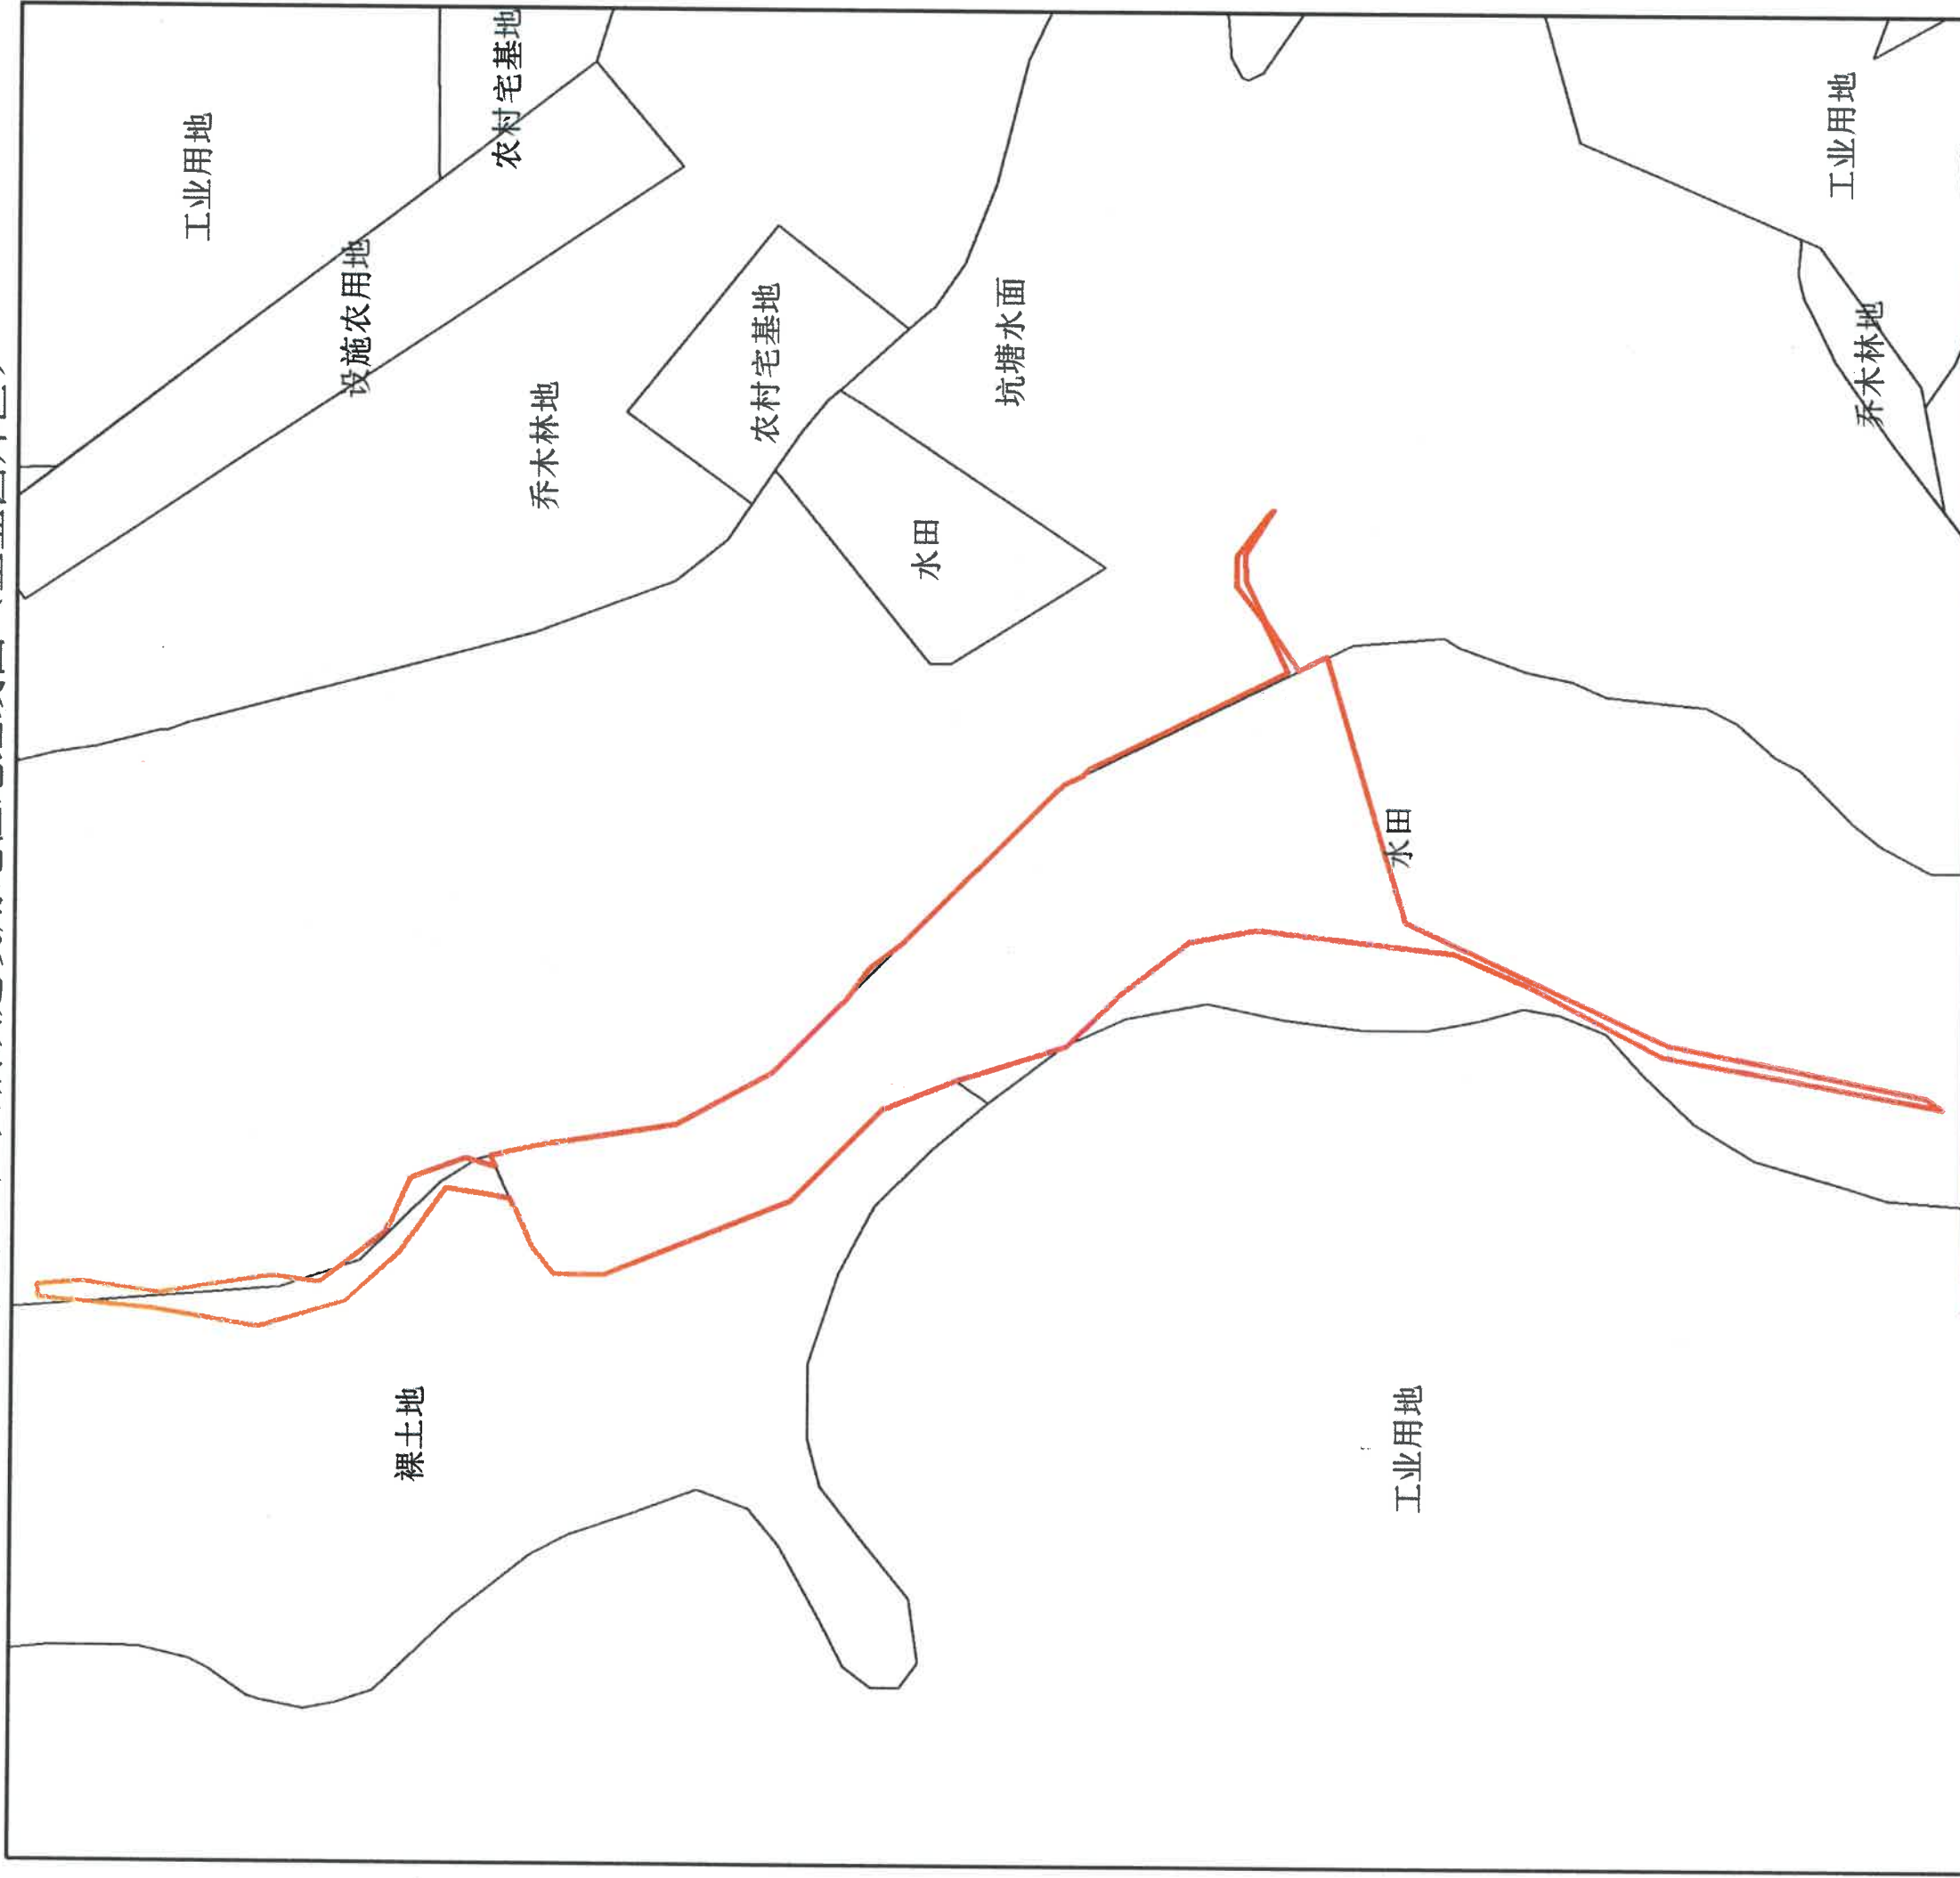 工业用地
农村宅基地
设施农用地
乔木林地
农村宅基地
坑塘水面
水田
工业用地
乔木林地
水田
裸土地
工业用地